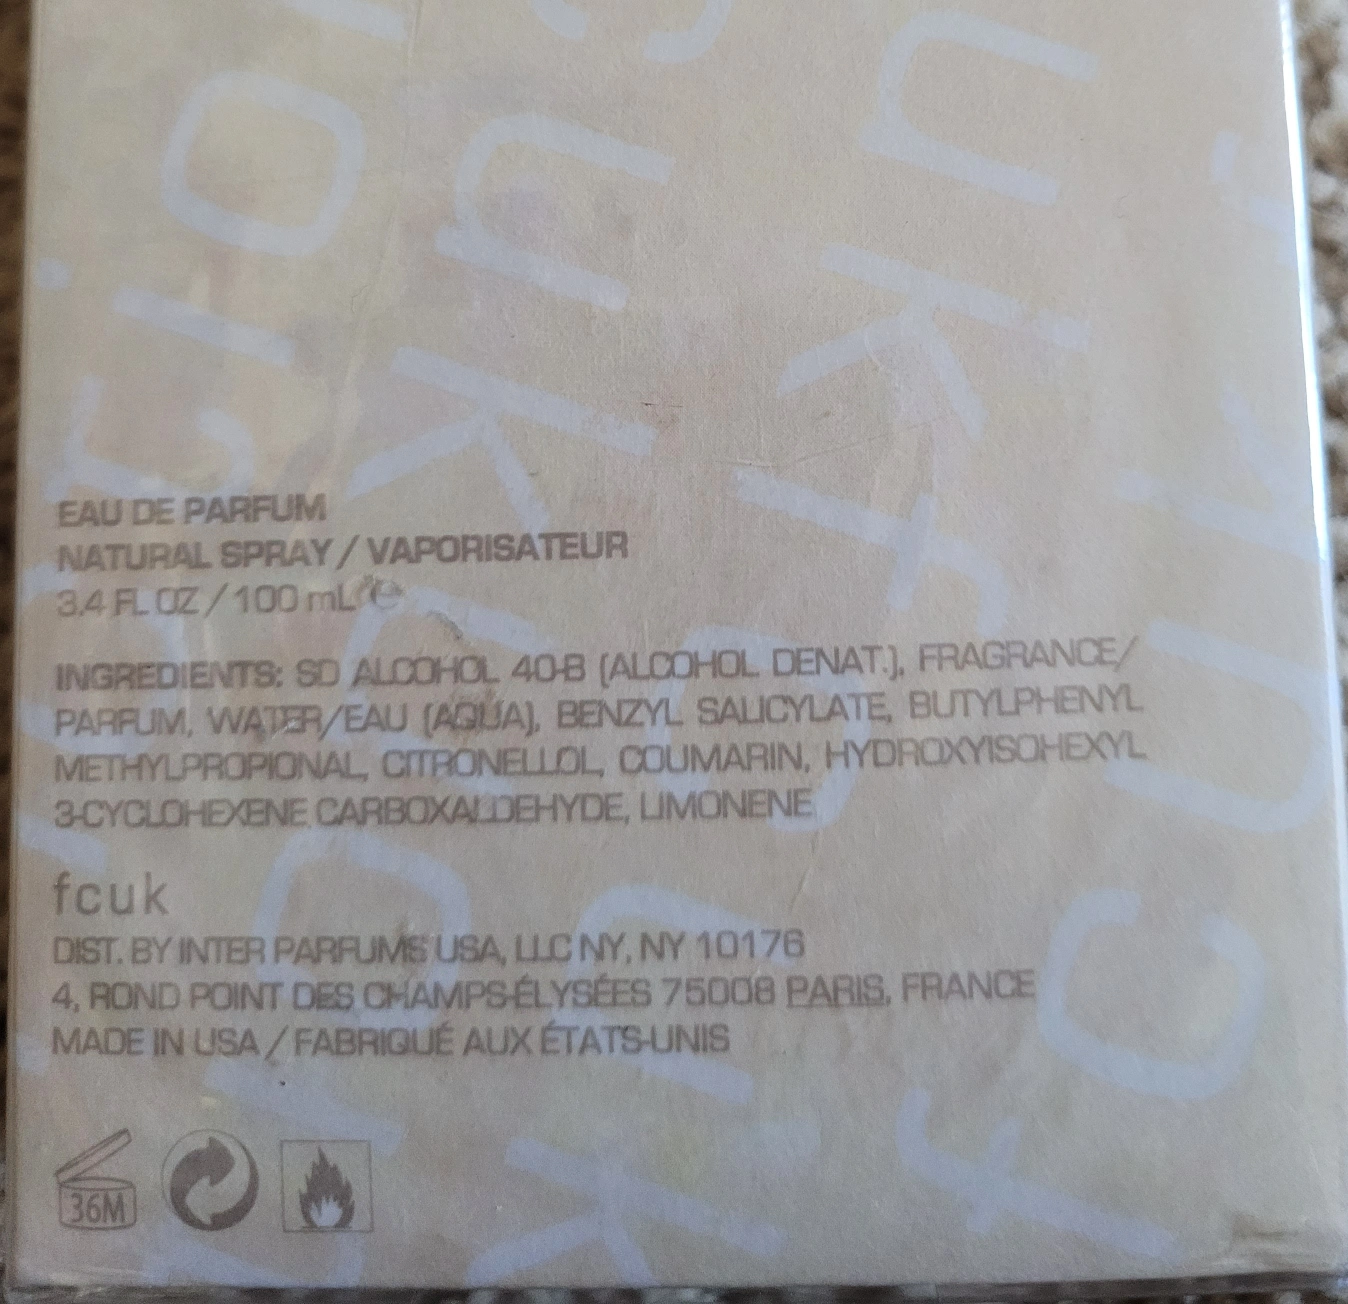 EAU DE PARFUM
NATURAL SPRAY / VAPORISATEUR
3.4 FL OZ / 100 mL ℮
INGREDIENTS: SD ALCOHOL 40-B (ALCOHOL DENAT.), FRAGRANCE/
PARFUM, WATER/EAU (AQUA), BENZYL SALICYLATE, BUTYLPHENYL
METHYLPROPIONAL, CITRONELLOL, COUMARIN, HYDROXYISOHEXYL
3-CYCLOHEXENE CARBOXALDEHYDE, LIMONENE
fcuk
DIST. BY INTER PARFUMS USA, LLC NY, NY 10176
4, ROND POINT DES CHAMPS-ÉLYSÉES 75008 PARIS, FRANCE
MADE IN USA / FABRIQUÉ AUX ÉTATS-UNIS
36M